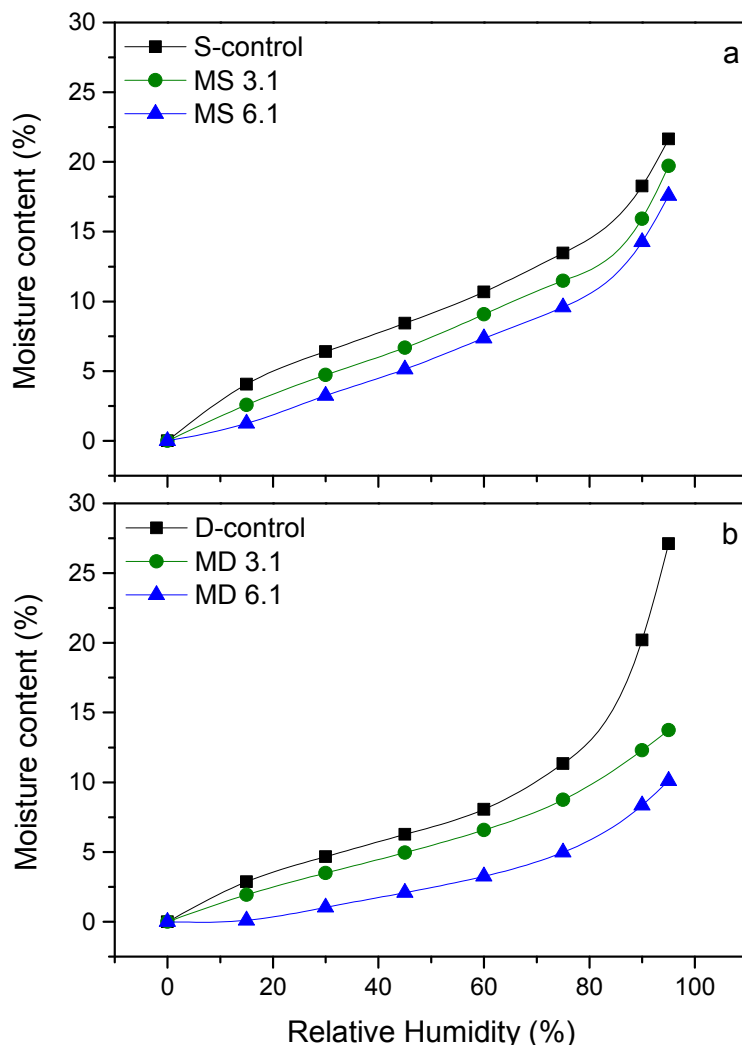 30
25
20
15
10
5
0
Moisture content (%)
S-control
MS 3.1
MS 6.1
a
30
25
20
15
10
5
0
Moisture content (%)
D-control
MD 3.1
MD 6.1
b
0 20 40 60 80 100
Relative Humidity (%)